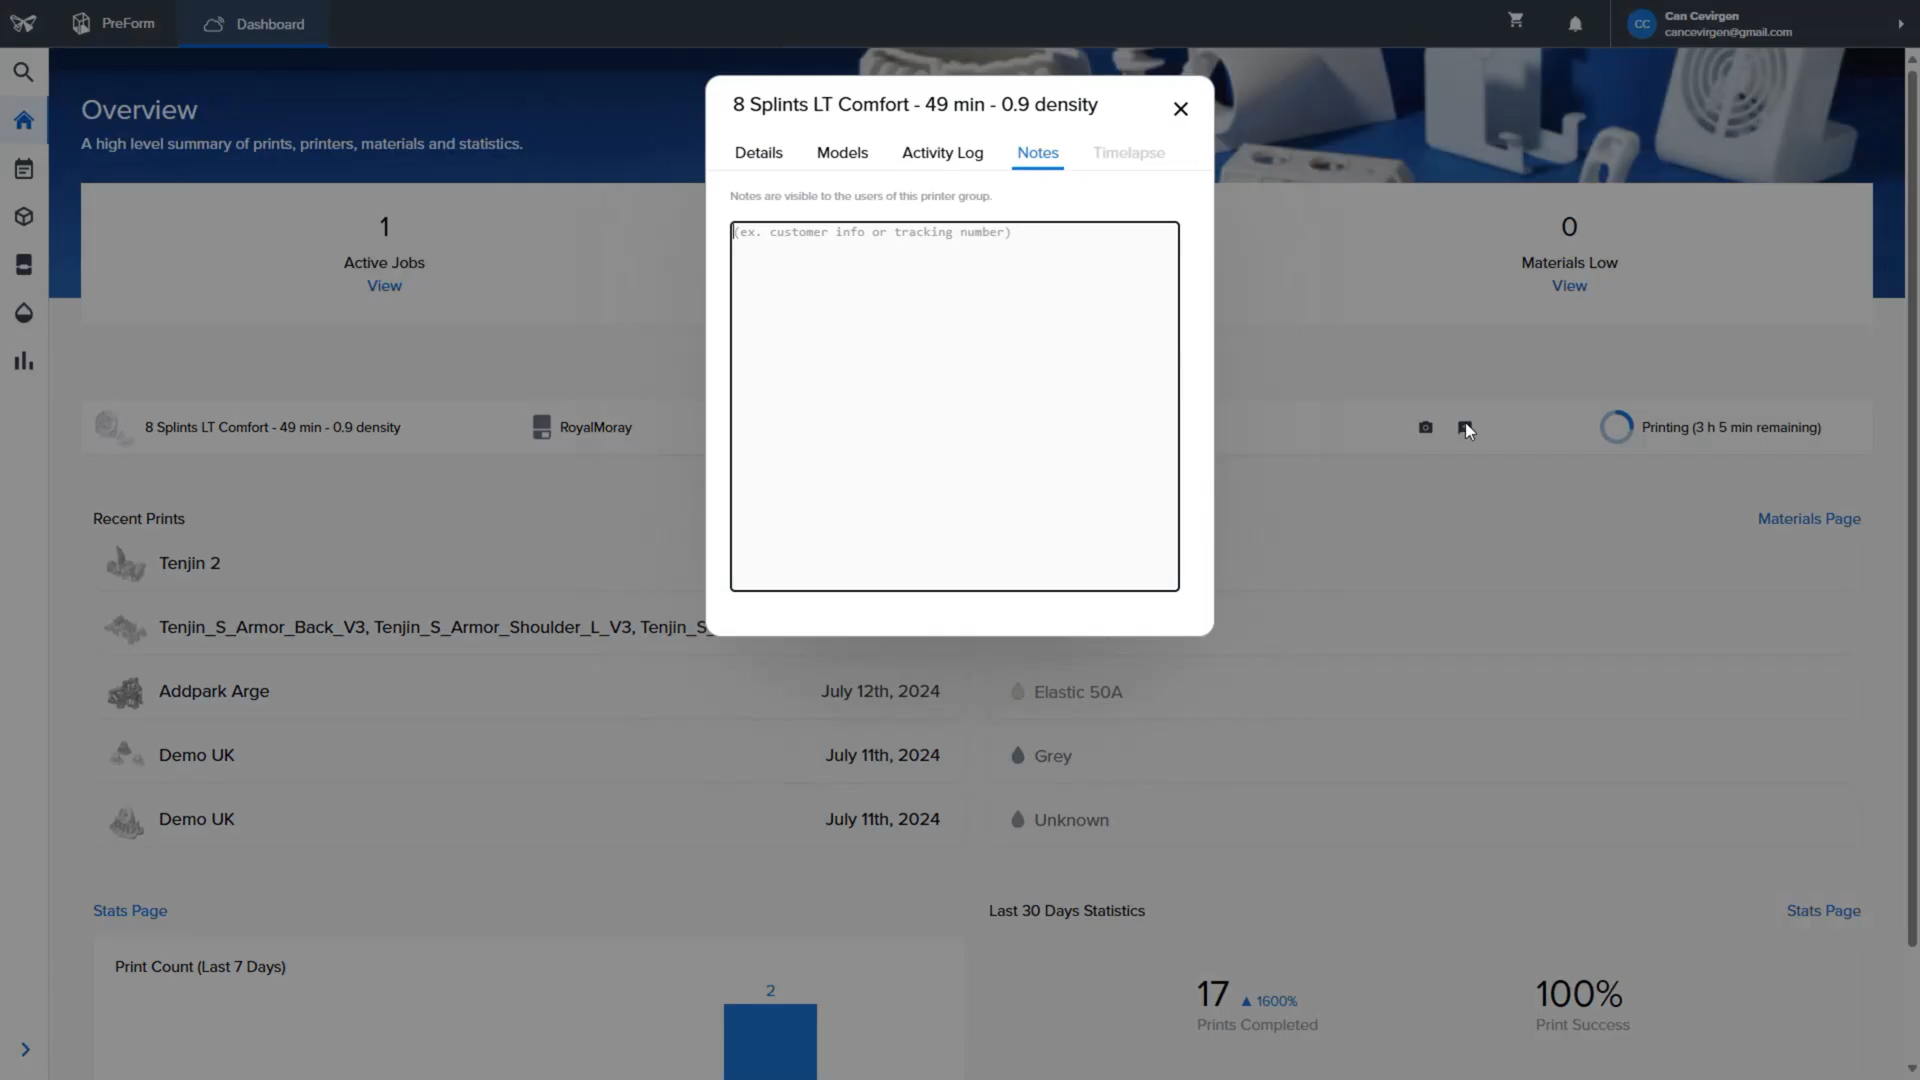 PreForm
Dashboard
CC
Can Cevirgen
cancevirgen@gmail.com
Overview
A high level summary of prints, printers, materials and statistics.
8 Splints LT Comfort - 49 min - 0.9 density
Details
Models
Activity Log
Notes
Timelapse
Notes are visible to the users of this printer group.
(ex. customer info or tracking number)
1
Active Jobs
View
0
Materials Low
View
8 Splints LT Comfort - 49 min - 0.9 density
RoyalMoray
Printing (3 h 5 min remaining)
Recent Prints
Materials Page
Tenjin 2
Tenjin_S_Armor_Back_V3, Tenjin_S_Armor_Shoulder_L_V3, Tenjin_S_
Addpark Arge
July 12th, 2024
Elastic 50A
Demo UK
July 11th, 2024
Grey
Demo UK
July 11th, 2024
Unknown
Stats Page
Last 30 Days Statistics
Stats Page
Print Count (Last 7 Days)
2
17
▲ 1600%
Prints Completed
100%
Print Success